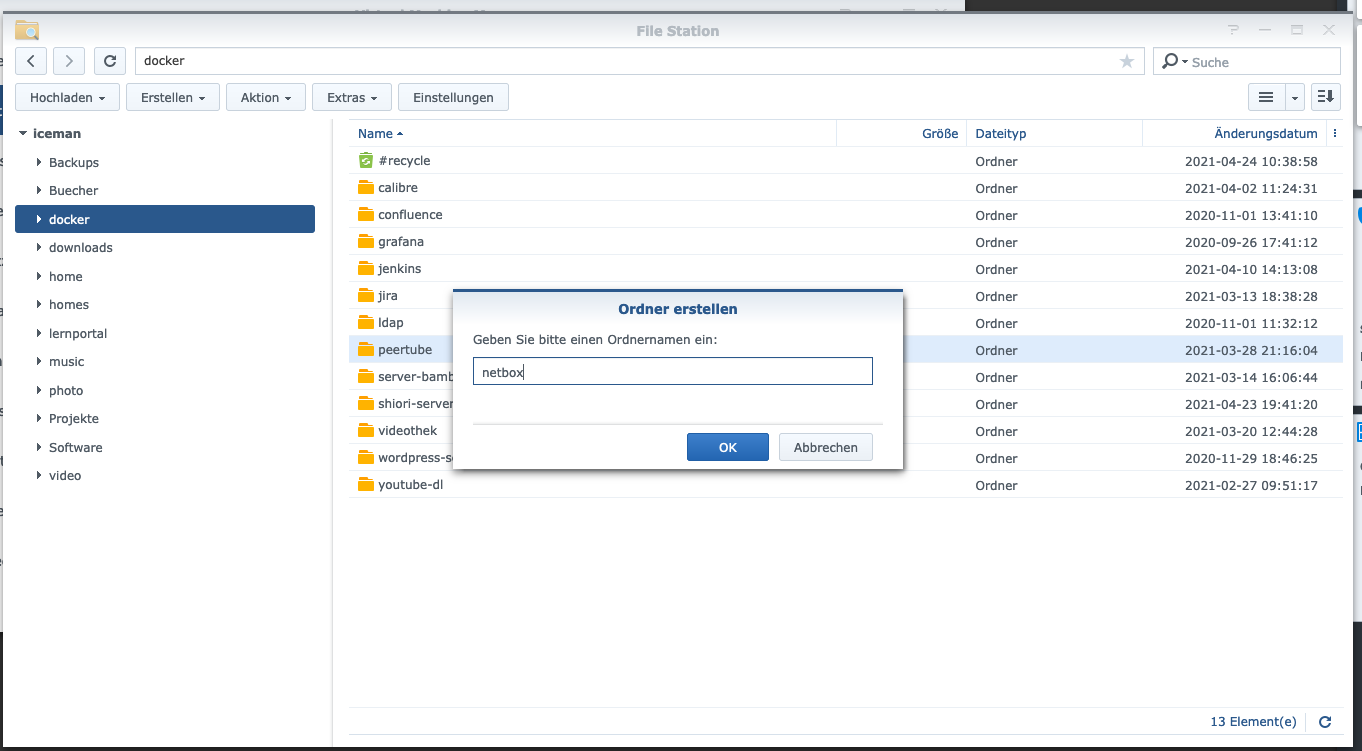 File Station
docker
Suche
Hochladen Erstellen Aktion Extras Einstellungen
iceman
Backups
Buecher
docker
downloads
home
homes
lernportal
music
photo
Projekte
Software
video
Name Größe Dateityp Änderungsdatum
#recycle Ordner 2021-04-24 10:38:58
calibre Ordner 2021-04-02 11:24:31
confluence Ordner 2020-11-01 13:41:10
grafana Ordner 2020-09-26 17:41:12
jenkins Ordner 2021-04-10 14:13:08
jira Ordner 2021-03-13 18:38:28
ldap Ordner 2020-11-01 11:32:12
peertube Ordner 2021-03-28 21:16:04
server-bamb Ordner 2021-03-14 16:06:44
shiori-server Ordner 2021-04-23 19:41:20
videothek Ordner 2021-03-20 12:44:28
wordpress-s Ordner 2020-11-29 18:46:25
youtube-dl Ordner 2021-02-27 09:51:17
Ordner erstellen
Geben Sie bitte einen Ordnernamen ein:
netbox
OK Abbrechen
13 Element(e)